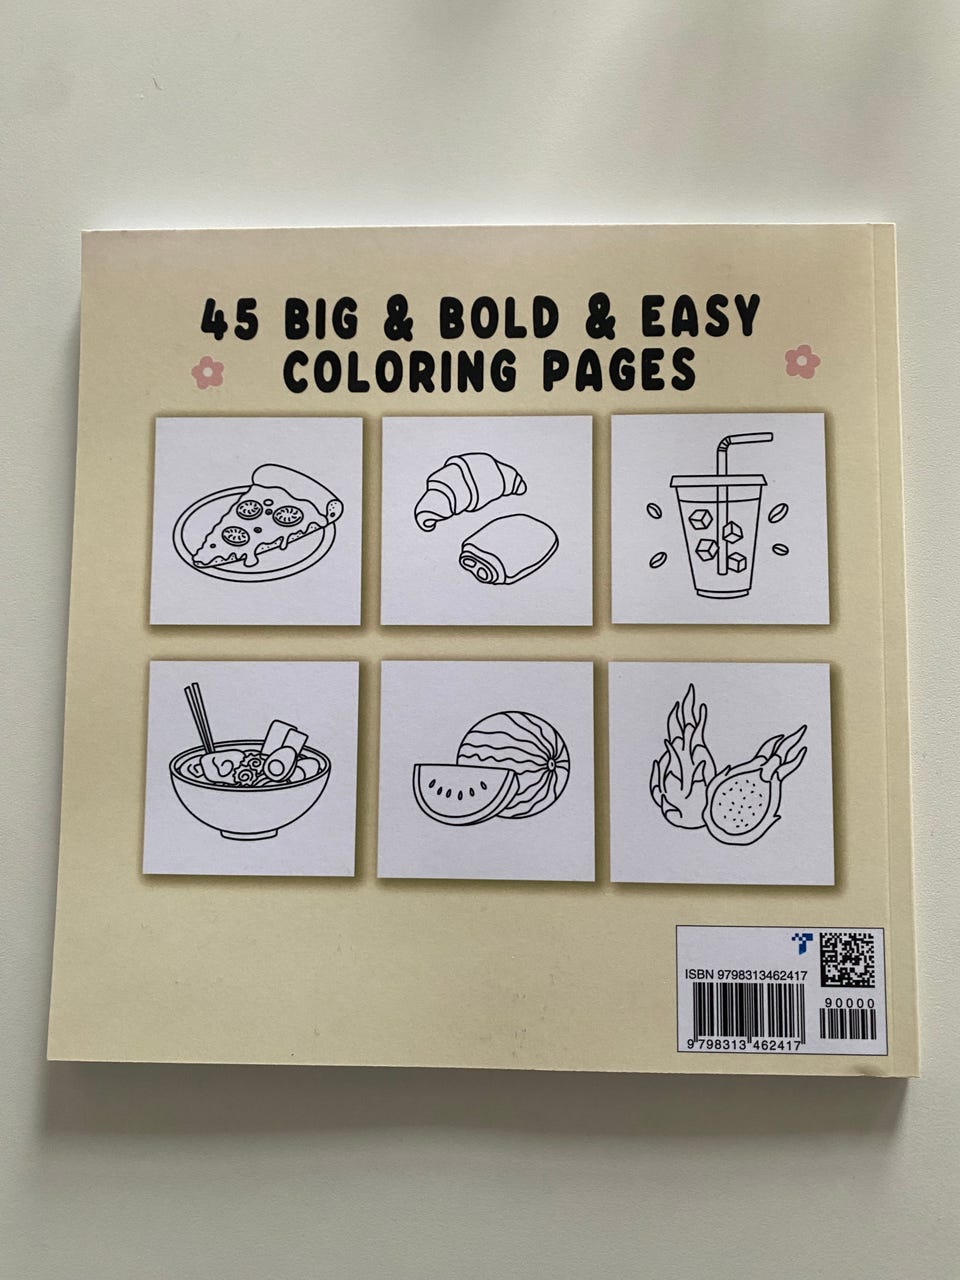 45 BIG & BOLD & EASY
COLORING PAGES
ISBN 9798313462417
90000
9 798313 462417